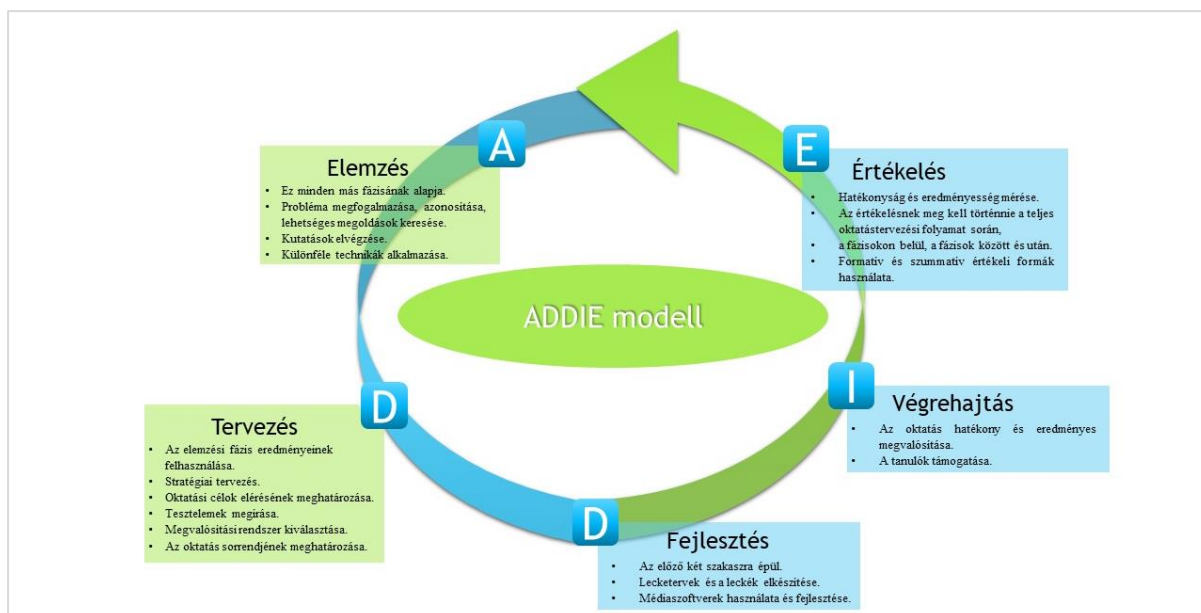 A
Elemzés
• Ez minden más fázisának alapja.
• Probléma megfogalmazása, azonosítása,
lehetséges megoldások keresése.
• Kutatások elvégzése.
• Különféle technikák alkalmazása.
D
Tervezés
• Az elemzési fázis eredményeinek
felhasználása.
• Stratégiai tervezés.
• Oktatási célok elérésének meghatározása.
• Tesztelemek megírása.
• Megvalósítási rendszer kiválasztása.
• Az oktatás sorrendjének meghatározása.
ADDIE modell
D
Fejlesztés
• Az előző két szakaszra épül.
• Lecketervek és a leckék elkészítése.
• Médiaszoftverek használata és fejlesztése.
I
Végrehajtás
• Az oktatás hatékony és eredményes
megvalósítása.
• A tanulók támogatása.
E
Értékelés
• Hatékonyság és eredményesség mérése.
• Az értékelésnek meg kell történnie a teljes
oktatástervezési folyamat során,
• a fázisokon belül, a fázisok között és után.
• Formatív és szummatív értékeli formák
használata.